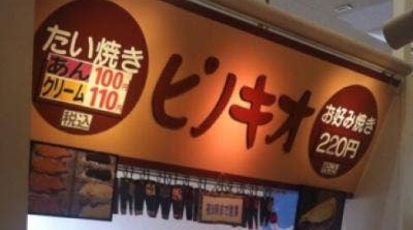 たい焼き
あん 100円
クリーム 110円
税込
ピノキオ
お好み焼き
220円